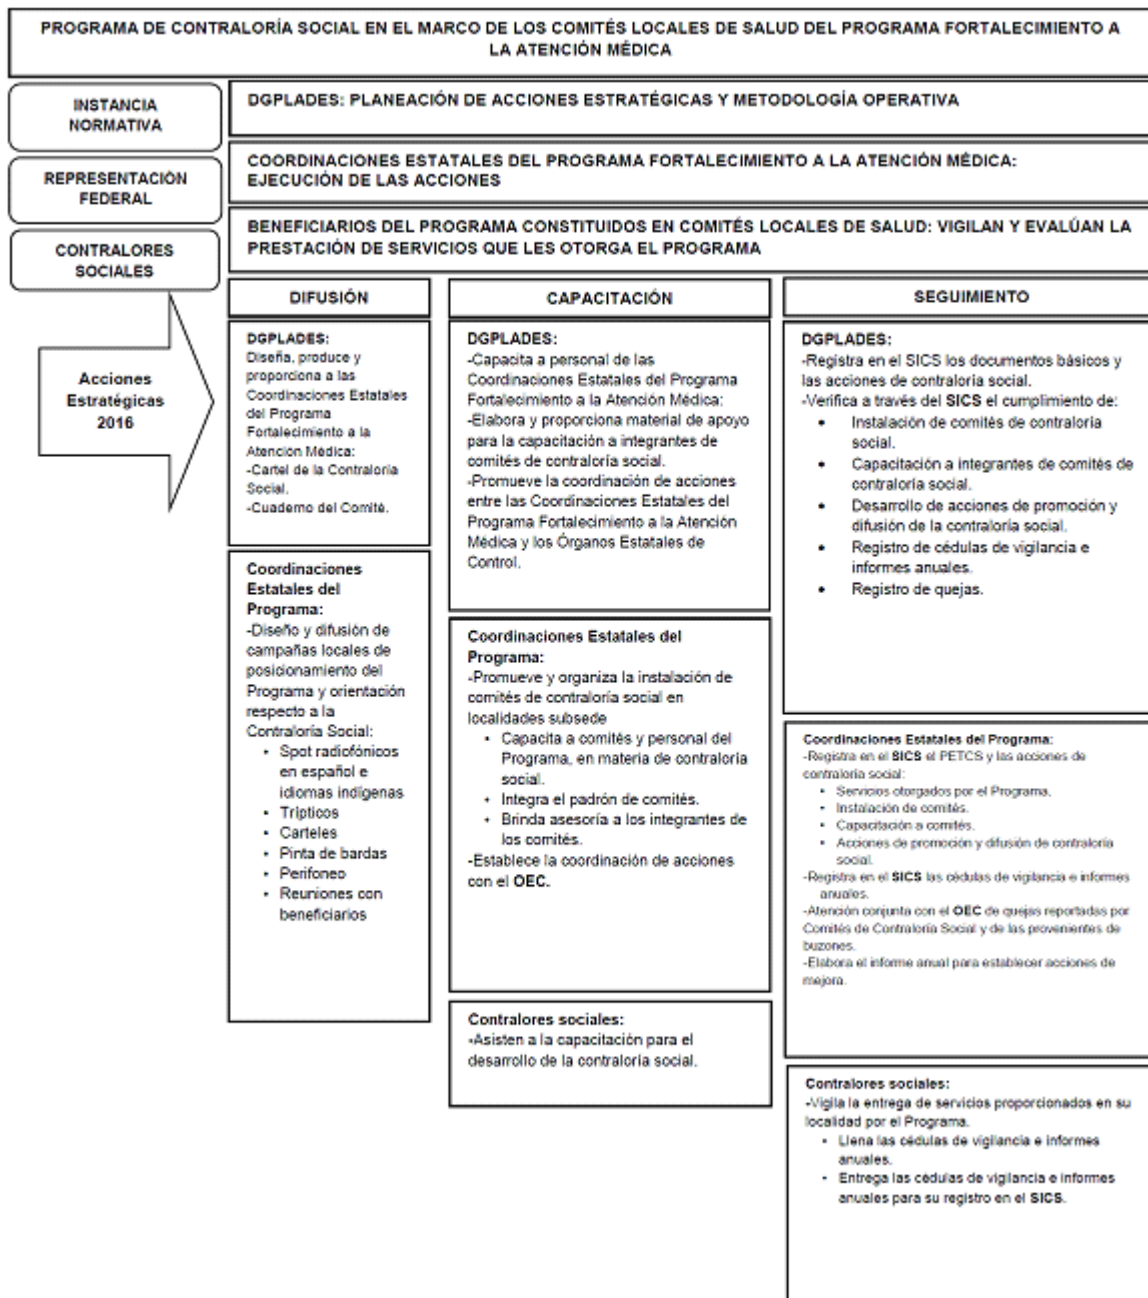 PROGRAMA DE CONTRALORÍA SOCIAL EN EL MARCO DE LOS COMITÉS LOCALES DE SALUD DEL PROGRAMA FORTALECIMIENTO A
LA ATENCIÓN MÉDICA
INSTANCIA
NORMATIVA
DGPLADES: PLANEACIÓN DE ACCIONES ESTRATÉGICAS Y METODOLOGÍA OPERATIVA
REPRESENTACIÓN
FEDERAL
COORDINACIONES ESTATALES DEL PROGRAMA FORTALECIMIENTO A LA ATENCIÓN MÉDICA:
EJECUCIÓN DE LAS ACCIONES
CONTRALORES
SOCIALES
BENEFICIARIOS DEL PROGRAMA CONSTITUIDOS EN COMITÉS LOCALES DE SALUD: VIGILAN Y EVALÚAN LA
PRESTACIÓN DE SERVICIOS QUE LES OTORGA EL PROGRAMA
Acciones
Estratégicas
2016
DIFUSIÓN
DGPLADES:
Diseña, produce y
proporciona a las
Coordinaciones Estatales
del Programa
Fortalecimiento a la
Atención Médica:
-Cartel de la Contraloría
Social.
-Cuaderno del Comité.
Coordinaciones
Estatales del
Programa:
-Diseño y difusión de
campañas locales de
posicionamiento del
Programa y orientación
respecto a la
Contraloría Social:
• Spot radiofónicos
en español e
idiomas indígenas
• Trípticos
• Carteles
• Pinta de bardas
• Perifoneo
• Reuniones con
beneficiarios
CAPACITACIÓN
DGPLADES:
-Capacita a personal de las
Coordinaciones Estatales del Programa
Fortalecimiento a la Atención Médica:
-Elabora y proporciona material de apoyo
para la capacitación a integrantes de
comités de contraloría social.
-Promueve la coordinación de acciones
entre las Coordinaciones Estatales del
Programa Fortalecimiento a la Atención
Médica y los Órganos Estatales de
Control.
Coordinaciones Estatales del
Programa:
-Promueve y organiza la instalación de
comités de contraloría social en
localidades subsede
• Capacita a comités y personal del
Programa, en materia de contraloría
social.
• Integra el padrón de comités.
• Brinda asesoría a los integrantes de
los comités.
-Establece la coordinación de acciones
con el OEC.
Contralores sociales:
-Asisten a la capacitación para el
desarrollo de la contraloría social.
SEGUIMIENTO
DGPLADES:
-Registra en el SICS los documentos básicos y
las acciones de contraloría social.
-Verifica a través del SICS el cumplimiento de:
• Instalación de comités de contraloría
social.
• Capacitación a integrantes de comités de
contraloría social.
• Desarrollo de acciones de promoción y
difusión de la contraloría social.
• Registro de cédulas de vigilancia e
informes anuales.
• Registro de quejas.
Coordinaciones Estatales del Programa:
-Registra en el SICS el PETCS y las acciones de
contraloría social:
• Servicios otorgados por el Programa.
• Instalación de comités.
• Capacitación a comités.
• Acciones de promoción y difusión de contraloría
social.
-Registra en el SICS las cédulas de vigilancia e informes
anuales.
-Atención conjunta con el OEC de quejas reportadas por
Comités de Contraloría Social y de las provenientes de
buzones.
-Elabora el informe anual para establecer acciones de
mejora.
Contralores sociales:
-Vigila la entrega de servicios proporcionados en su
localidad por el Programa.
• Llena las cédulas de vigilancia e informes
anuales.
• Entrega las cédulas de vigilancia e informes
anuales para su registro en el SICS.